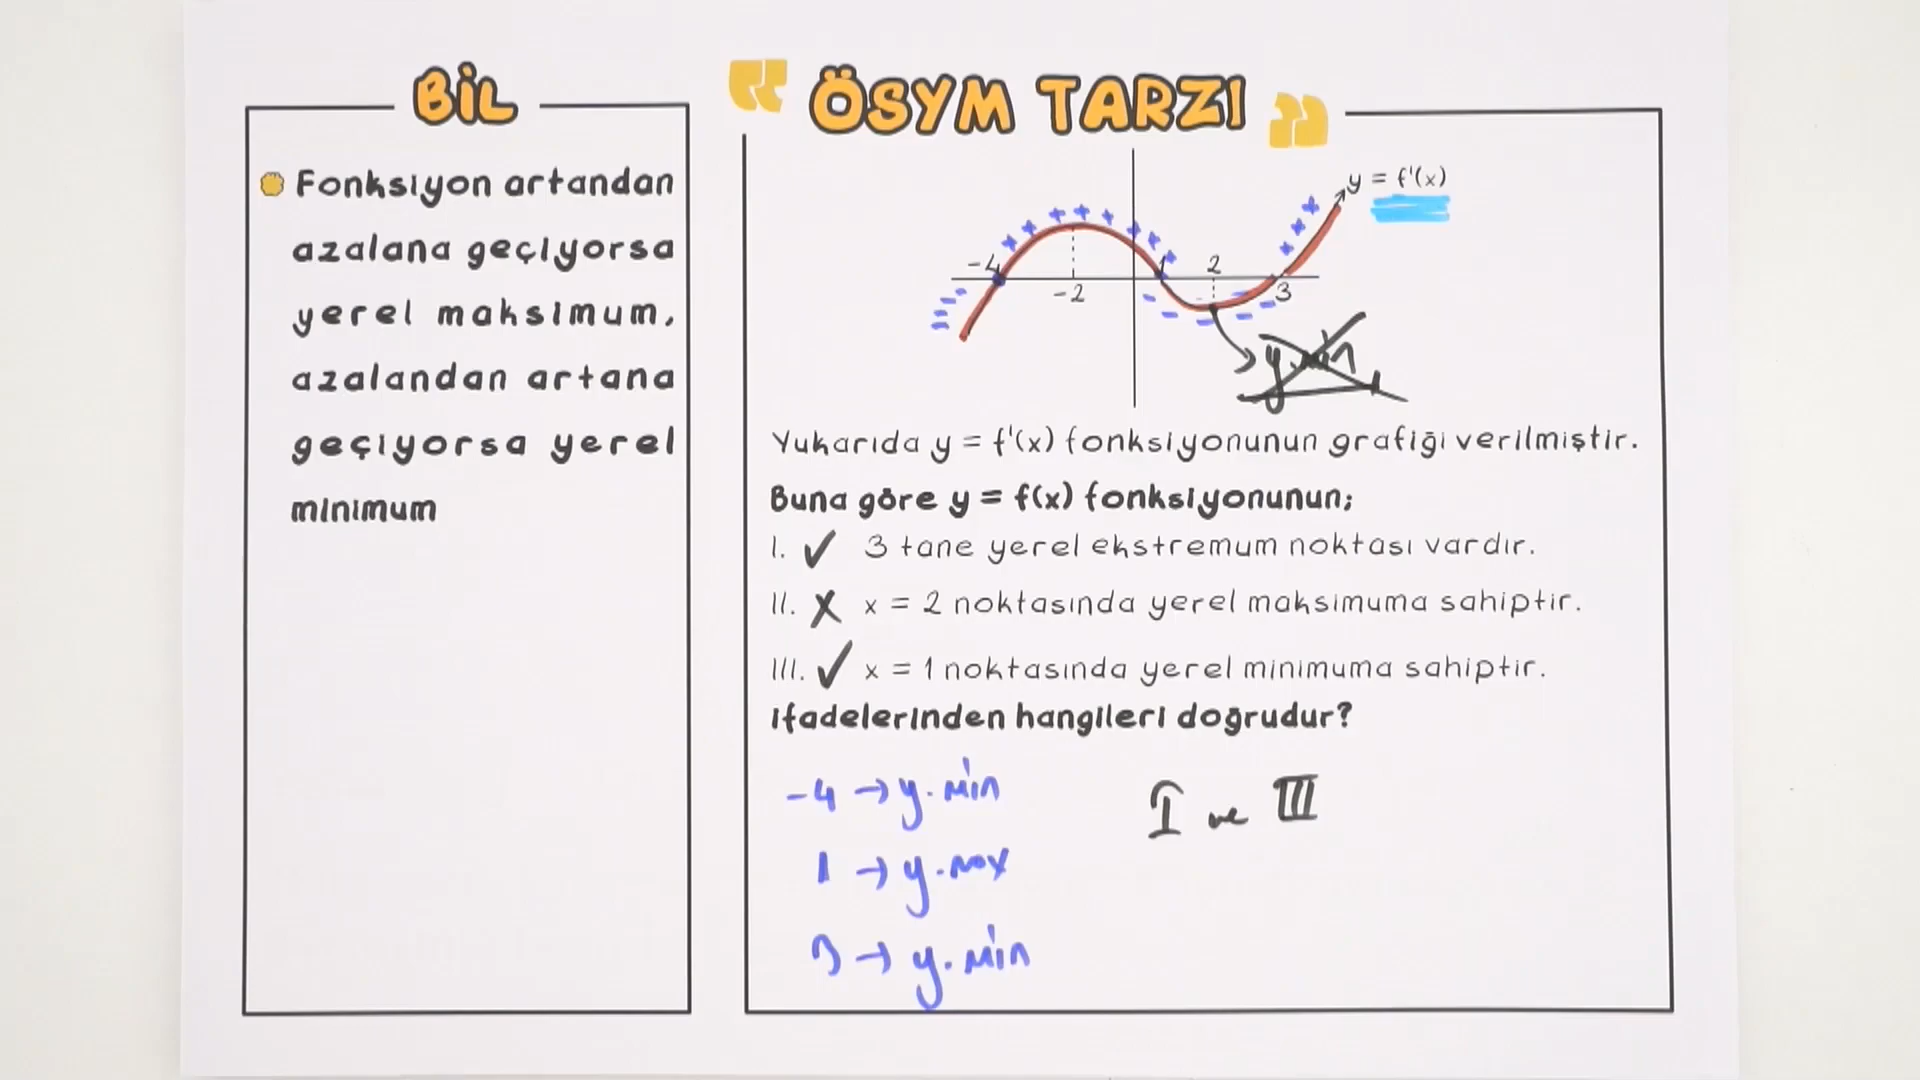 BİL
Fonksiyon artandan
azalana geçiyorsa
yerel maksimum,
azalandan artana
geçiyorsa yerel
minimum
“ ÖSYM TARZI ”
y = f'(x)
-4
1
2
-2
3
y.min
Yukarıda y = f'(x) fonksiyonunun grafiği verilmiştir.
Buna göre y = f(x) fonksiyonunun;
I. ✓ 3 tane yerel ekstremum noktası vardır.
II. X x = 2 noktasında yerel maksimuma sahiptir.
III. ✓ x = 1 noktasında yerel minimuma sahiptir.
ifadelerinden hangileri doğrudur?
-4 → y.min
1 → y.max
3 → y.min
I ve III